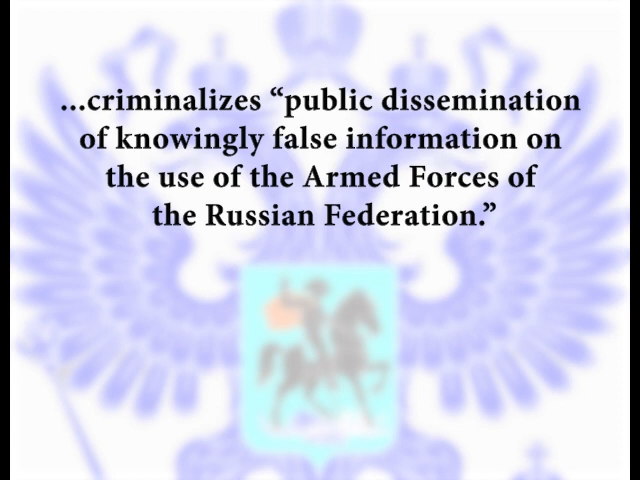 ...criminalizes “public dissemination
of knowingly false information on
the use of the Armed Forces of
the Russian Federation.”